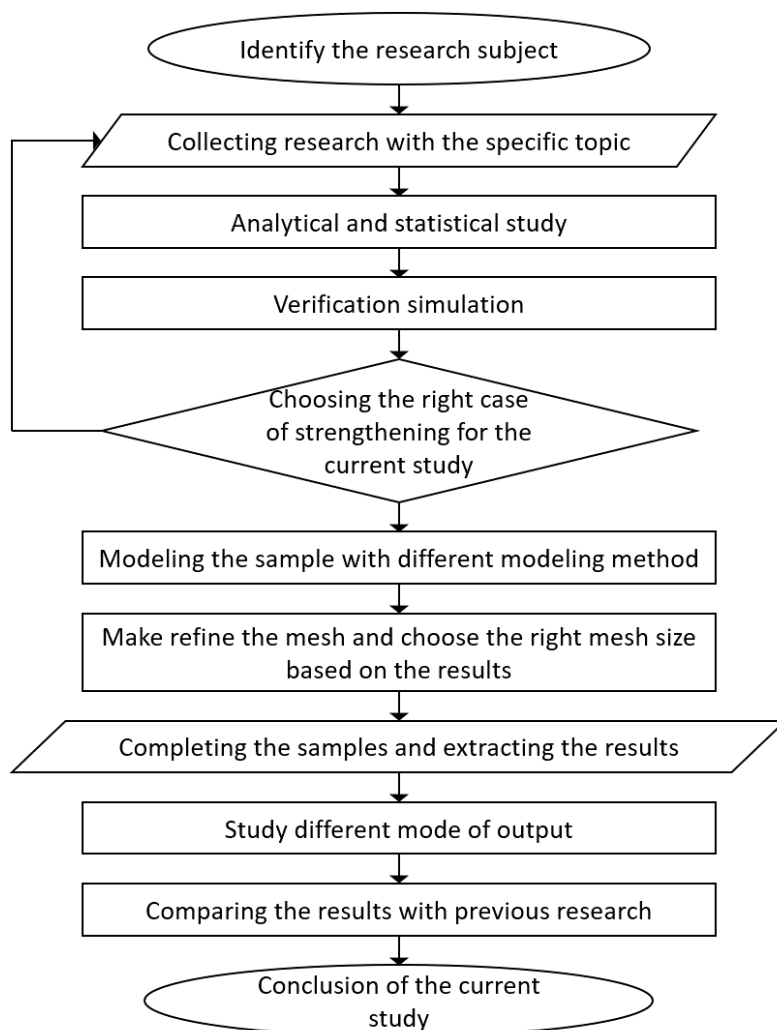 Identify the research subject
Collecting research with the specific topic
Analytical and statistical study
Verification simulation
Choosing the right case
of strengthening for the
current study
Modeling the sample with different modeling method
Make refine the mesh and choose the right mesh size
based on the results
Completing the samples and extracting the results
Study different mode of output
Comparing the results with previous research
Conclusion of the current
study